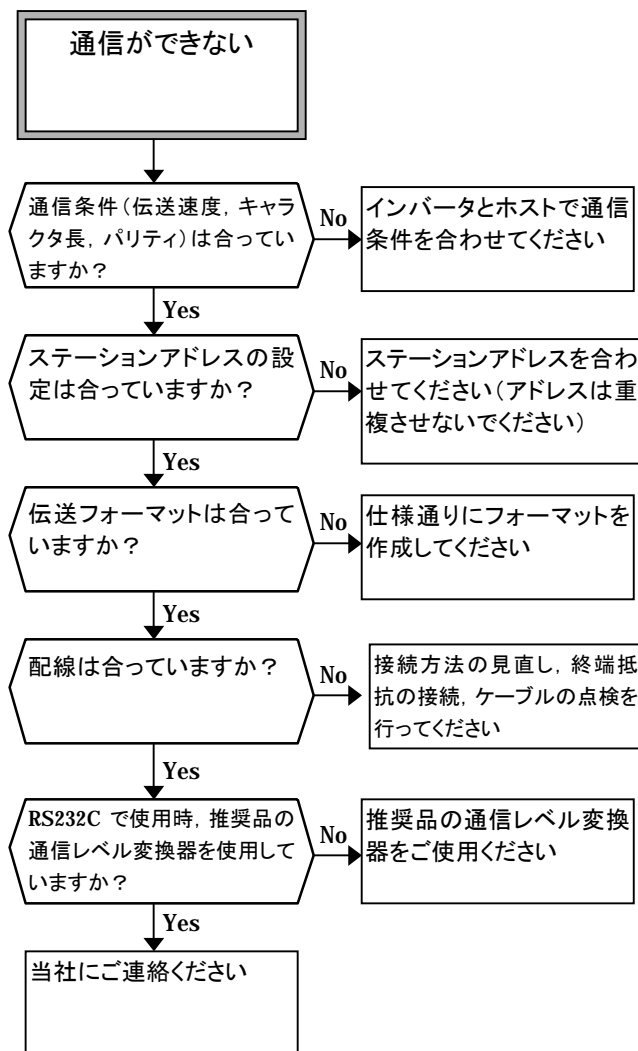 通信ができない
通信条件（伝送速度，キャラ
クタ長，パリティ）は合ってい
ますか？
No
インバータとホストで通信
条件を合わせてください
Yes
ステーションアドレスの設
定は合っていますか？
No
ステーションアドレスを合わ
せてください（アドレスは重
複させないでください）
Yes
伝送フォーマットは合って
いますか？
No
仕様通りにフォーマットを
作成してください
Yes
配線は合っていますか？
No
接続方法の見直し，終端抵
抗の接続，ケーブルの点検を
行ってください
Yes
RS232C で使用時，推奨品の
通信レベル変換器を使用して
いますか？
No
推奨品の通信レベル変換
器をご使用ください
Yes
当社にご連絡ください